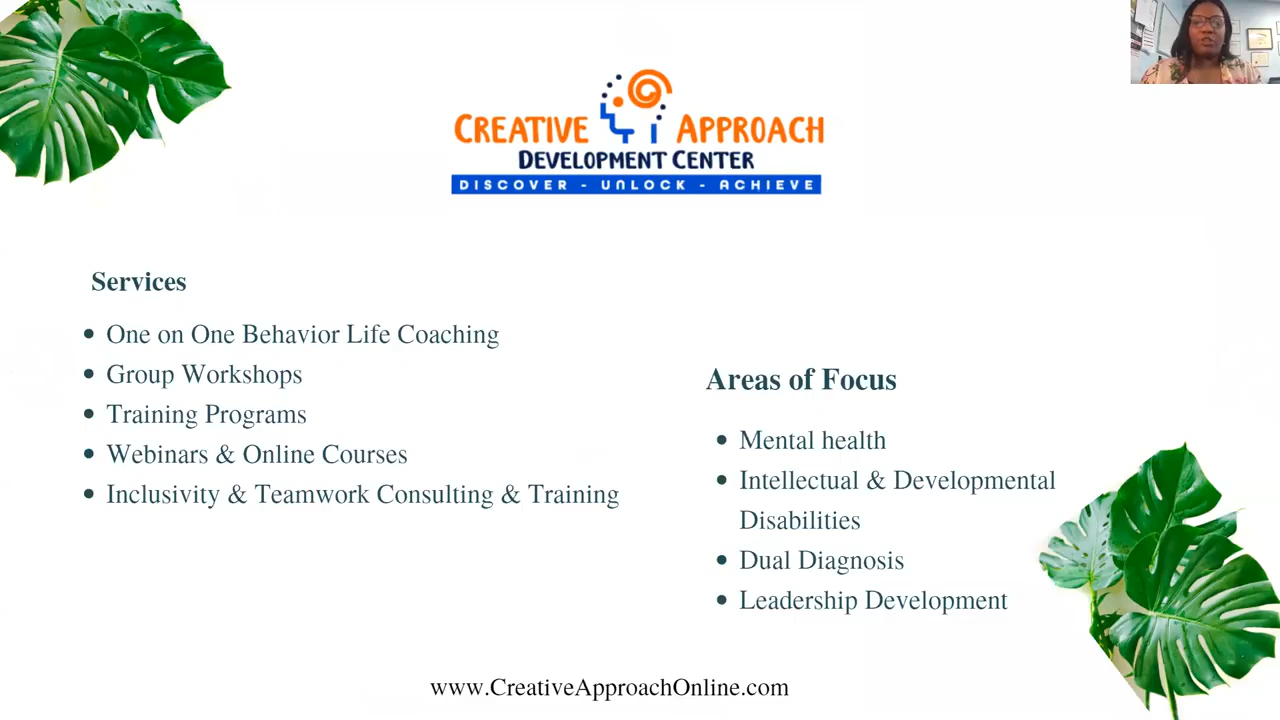 CREATIVE APPROACH
DEVELOPMENT CENTER
DISCOVER - UNLOCK - ACHIEVE
Services
• One on One Behavior Life Coaching
• Group Workshops
• Training Programs
• Webinars & Online Courses
• Inclusivity & Teamwork Consulting & Training
Areas of Focus
• Mental health
• Intellectual & Developmental
Disabilities
• Dual Diagnosis
• Leadership Development
www.CreativeApproachOnline.com